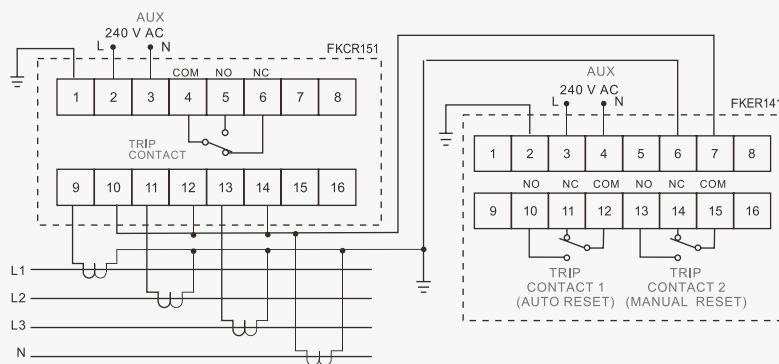 AUX
240 V AC
L N
FKCR151
COM NO NC
1 2 3 4 5 6 7 8
TRIP
CONTACT
9 10 11 12 13 14 15 16
L1
L2
L3
N
AUX
240 V AC
L N
FKER141
1 2 3 4 5 6 7 8
NO NC COM NO NC COM
9 10 11 12 13 14 15 16
TRIP
CONTACT 1
(AUTO RESET)
TRIP
CONTACT 2
(MANUAL RESET)